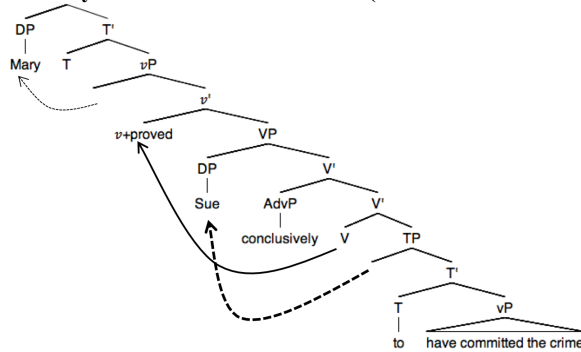 DP T'
Mary T vP
v'
v+proved VP
DP V'
Sue AdvP V'
conclusively V TP
T'
T vP
to have committed the crime